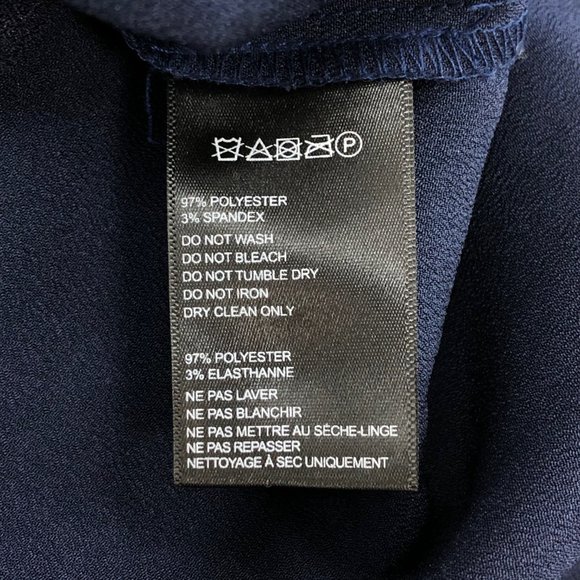 P
97% POLYESTER
3% SPANDEX
DO NOT WASH
DO NOT BLEACH
DO NOT TUMBLE DRY
DO NOT IRON
DRY CLEAN ONLY
97% POLYESTER
3% ELASTHANNE
NE PAS LAVER
NE PAS BLANCHIR
NE PAS METTRE AU SÈCHE-LINGE
NE PAS REPASSER
NETTOYAGE À SEC UNIQUEMENT